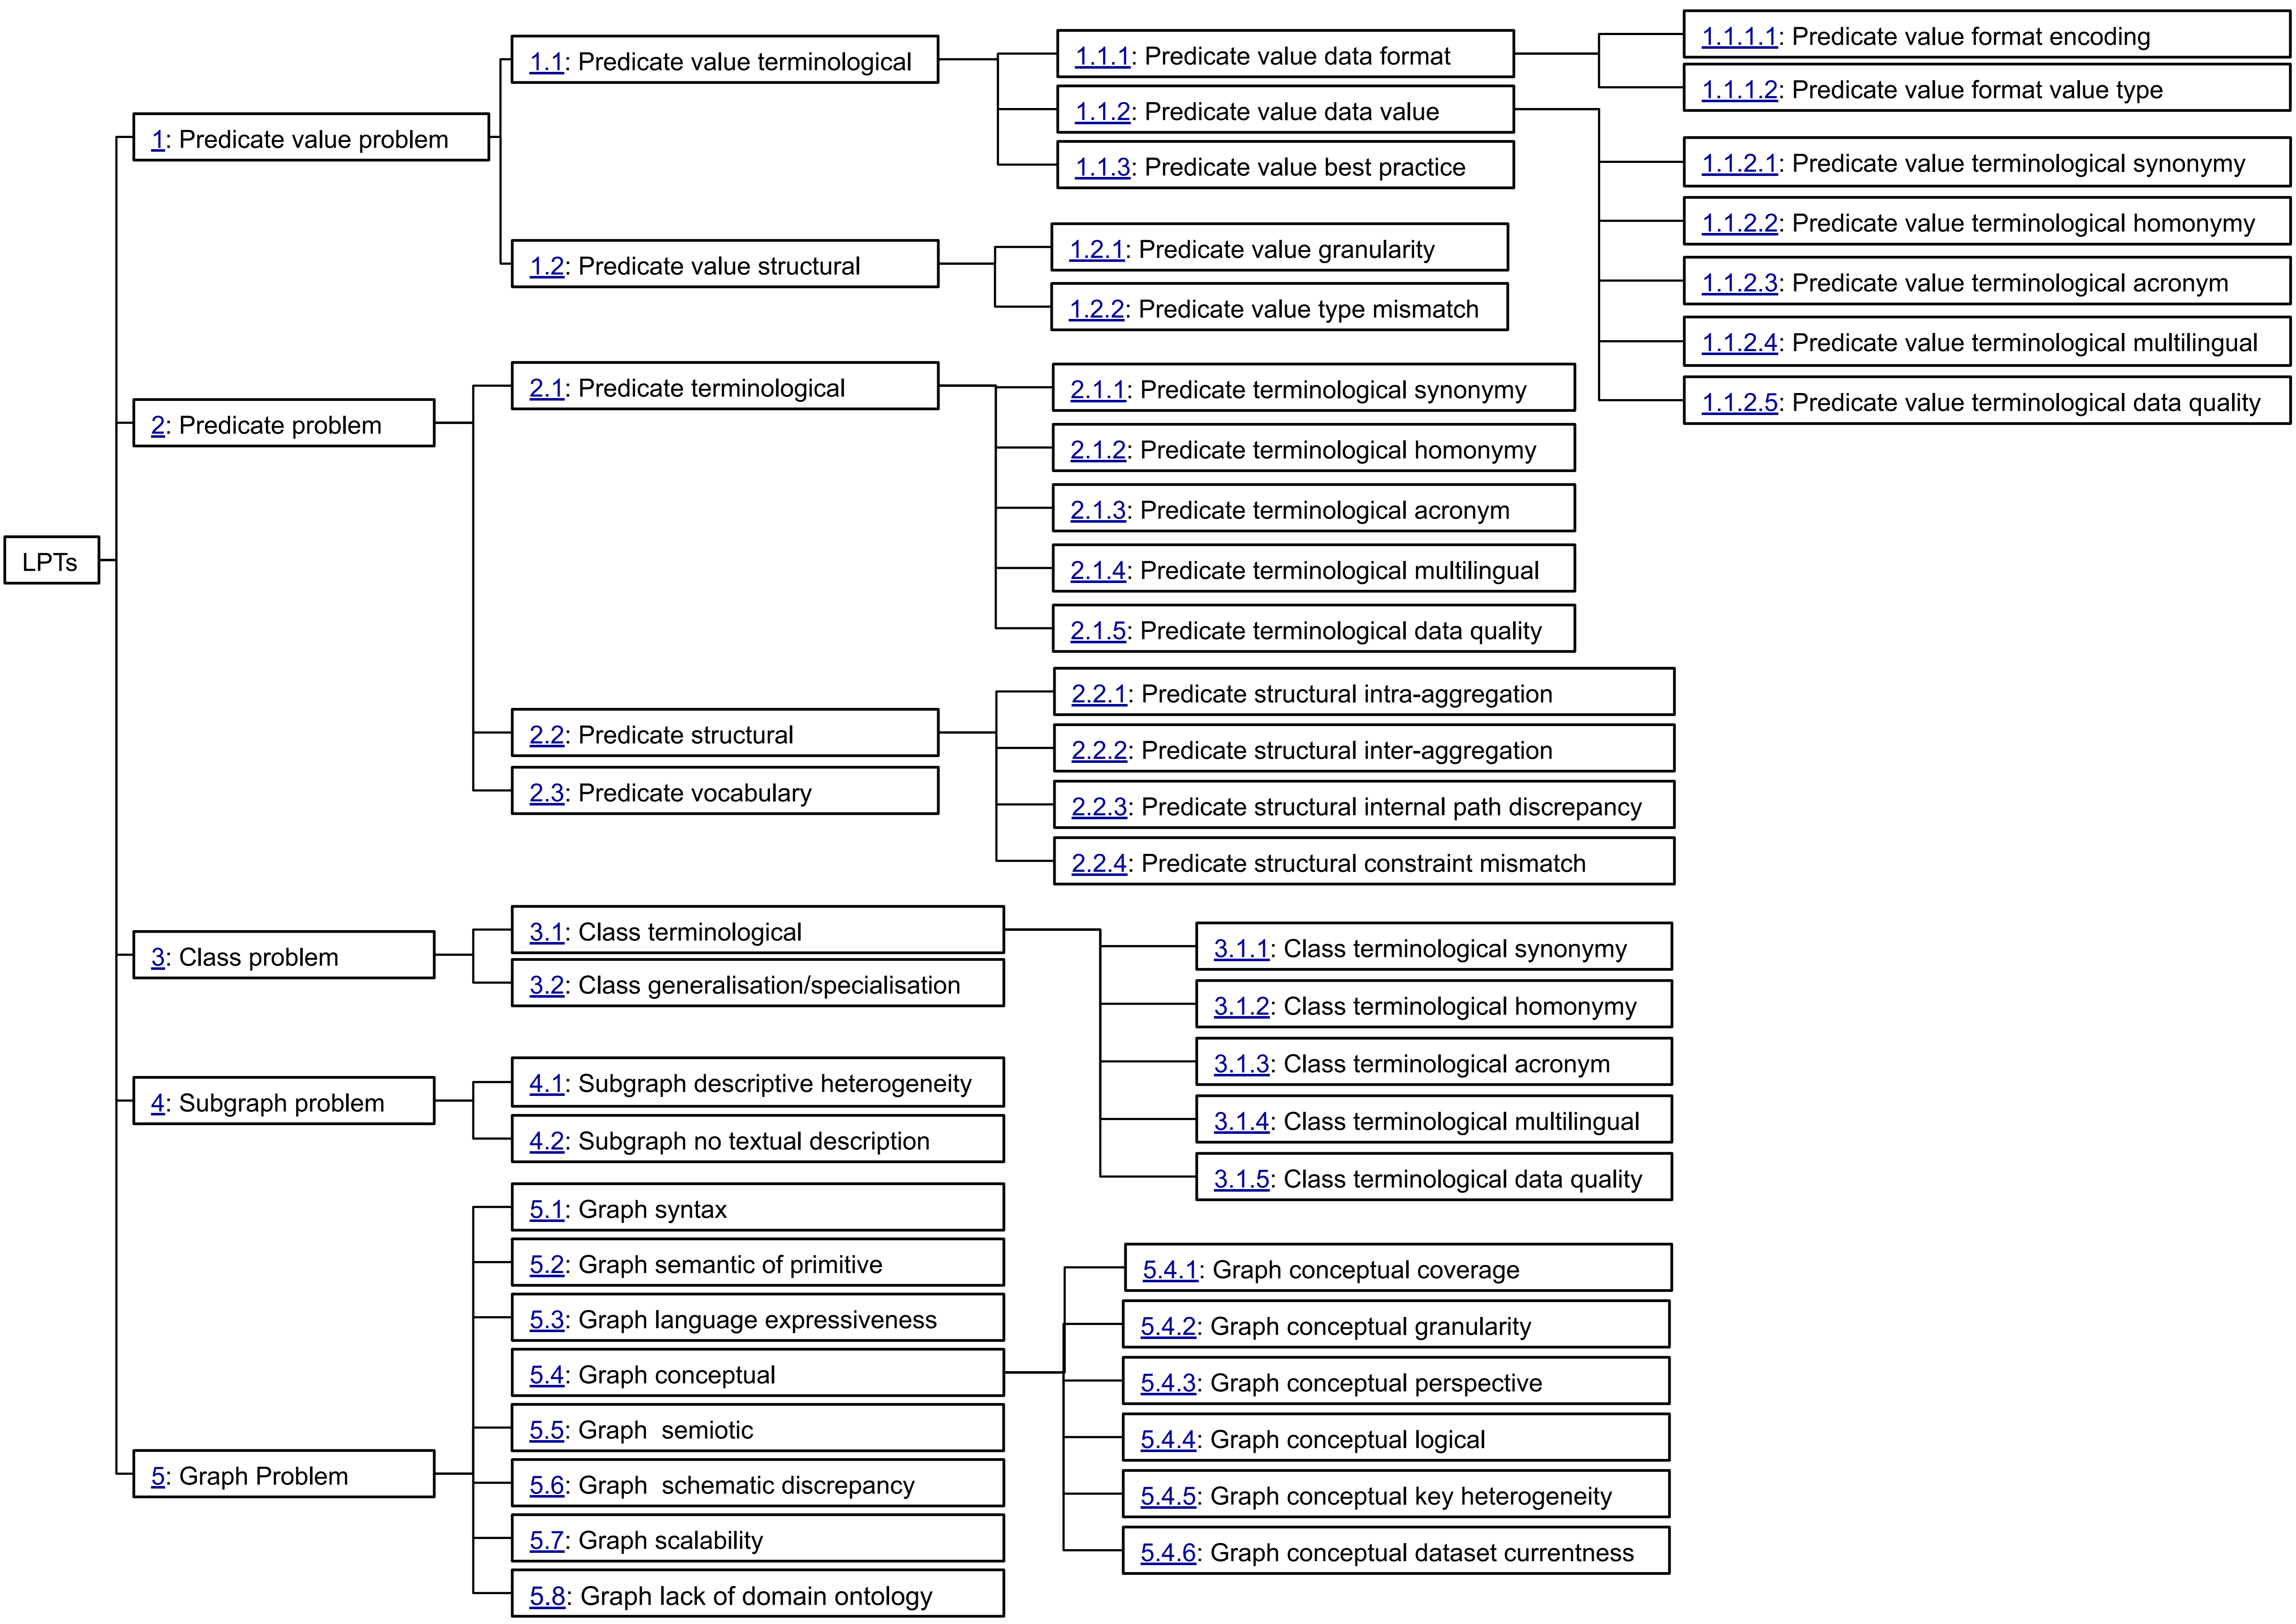 LPTs
1: Predicate value problem
1.1: Predicate value terminological
1.1.1: Predicate value data format
1.1.1.1: Predicate value format encoding
1.1.1.2: Predicate value format value type
1.1.2: Predicate value data value
1.1.2.1: Predicate value terminological synonymy
1.1.2.2: Predicate value terminological homonymy
1.1.2.3: Predicate value terminological acronym
1.1.2.4: Predicate value terminological multilingual
1.1.2.5: Predicate value terminological data quality
1.1.3: Predicate value best practice
1.2: Predicate value structural
1.2.1: Predicate value granularity
1.2.2: Predicate value type mismatch
2: Predicate problem
2.1: Predicate terminological
2.1.1: Predicate terminological synonymy
2.1.2: Predicate terminological homonymy
2.1.3: Predicate terminological acronym
2.1.4: Predicate terminological multilingual
2.1.5: Predicate terminological data quality
2.2: Predicate structural
2.2.1: Predicate structural intra-aggregation
2.2.2: Predicate structural inter-aggregation
2.2.3: Predicate structural internal path discrepancy
2.2.4: Predicate structural constraint mismatch
2.3: Predicate vocabulary
3: Class problem
3.1: Class terminological
3.1.1: Class terminological synonymy
3.1.2: Class terminological homonymy
3.1.3: Class terminological acronym
3.1.4: Class terminological multilingual
3.1.5: Class terminological data quality
3.2: Class generalisation/specialisation
4: Subgraph problem
4.1: Subgraph descriptive heterogeneity
4.2: Subgraph no textual description
5: Graph Problem
5.1: Graph syntax
5.2: Graph semantic of primitive
5.3: Graph language expressiveness
5.4: Graph conceptual
5.4.1: Graph conceptual coverage
5.4.2: Graph conceptual granularity
5.4.3: Graph conceptual perspective
5.4.4: Graph conceptual logical
5.4.5: Graph conceptual key heterogeneity
5.4.6: Graph conceptual dataset currentness
5.5: Graph  semiotic
5.6: Graph  schematic discrepancy
5.7: Graph scalability
5.8: Graph lack of domain ontology